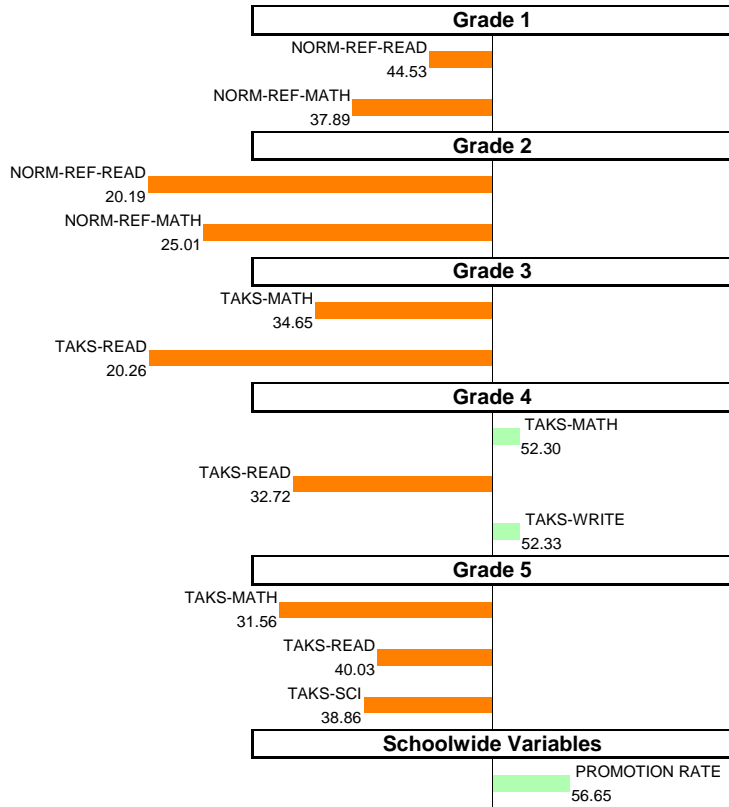 Grade 1
NORM-REF-READ
44.53
NORM-REF-MATH
37.89
Grade 2
NORM-REF-READ
20.19
NORM-REF-MATH
25.01
Grade 3
TAKS-MATH
34.65
TAKS-READ
20.26
Grade 4
TAKS-MATH
52.30
TAKS-READ
32.72
TAKS-WRITE
52.33
Grade 5
TAKS-MATH
31.56
TAKS-READ
40.03
TAKS-SCI
38.86
Schoolwide Variables
PROMOTION RATE
56.65